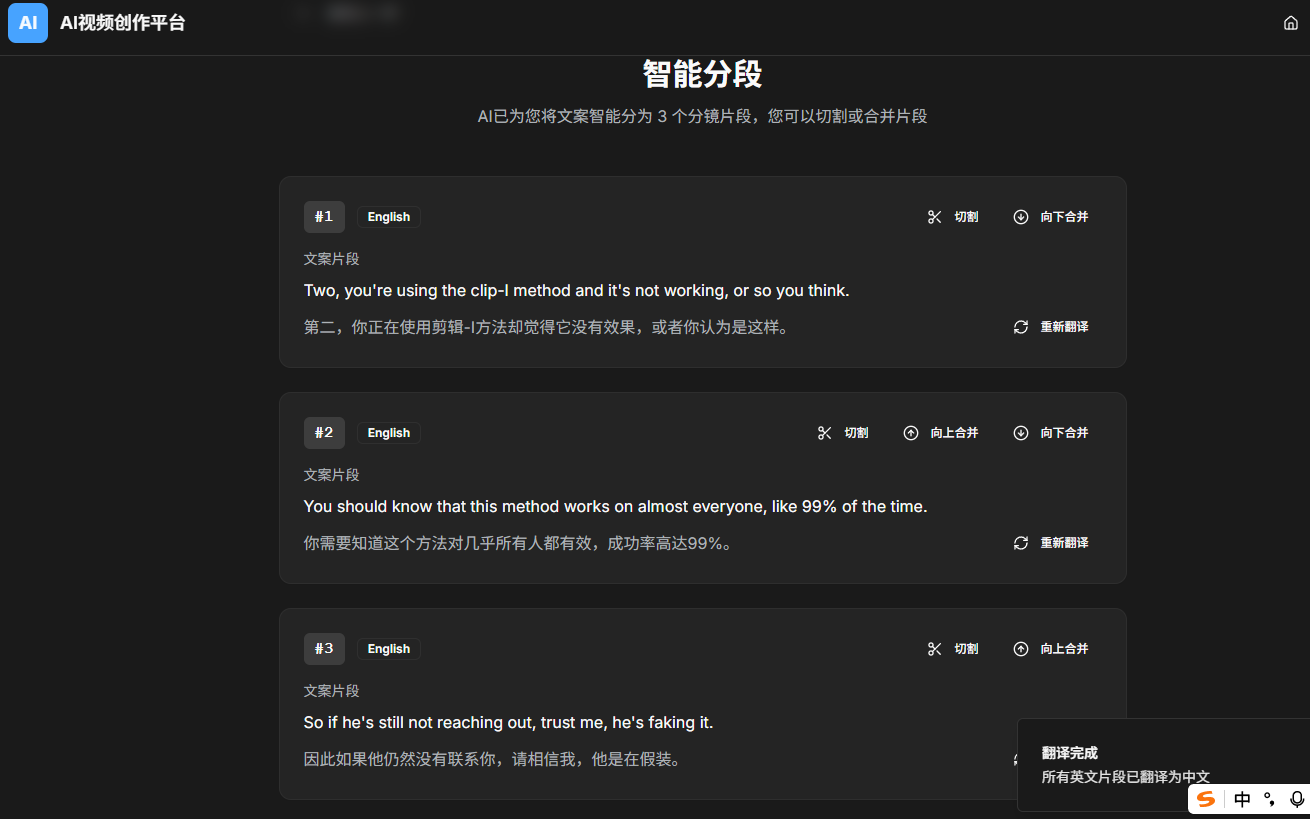 AI
AI视频创作平台
智能分段
AI已为您将文案智能分为 3 个分镜片段，您可以切割或合并片段
#1
English
切割
向下合并
文案片段
Two, you're using the clip-I method and it's not working, or so you think.
第二，你正在使用剪辑-I方法却觉得它没有效果，或者你认为是这样。
重新翻译
#2
English
切割
向上合并
向下合并
文案片段
You should know that this method works on almost everyone, like 99% of the time.
你需要知道这个方法对几乎所有人都有效，成功率高达99%。
重新翻译
#3
English
切割
向上合并
文案片段
So if he's still not reaching out, trust me, he's faking it.
因此如果他仍然没有联系你，请相信我，他是在假装。
翻译完成
所有英文片段已翻译为中文
S 中 °,